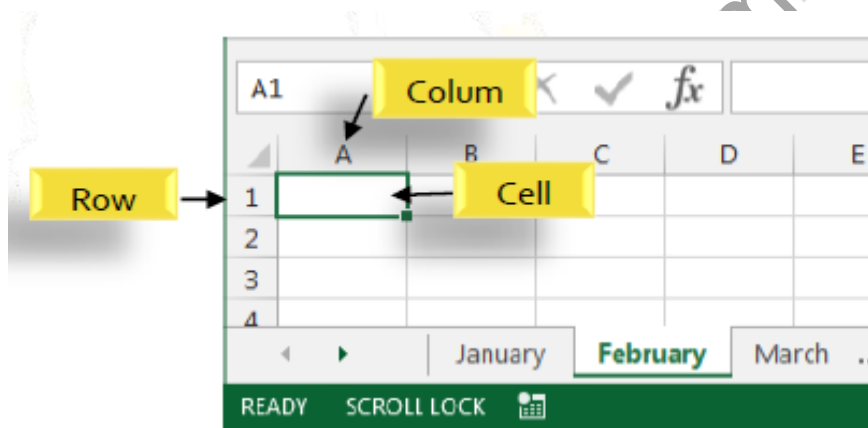 A1 Colum fx
A B C D E
Row 1 Cell
2
3
4
January February March ..
READY SCROLL LOCK